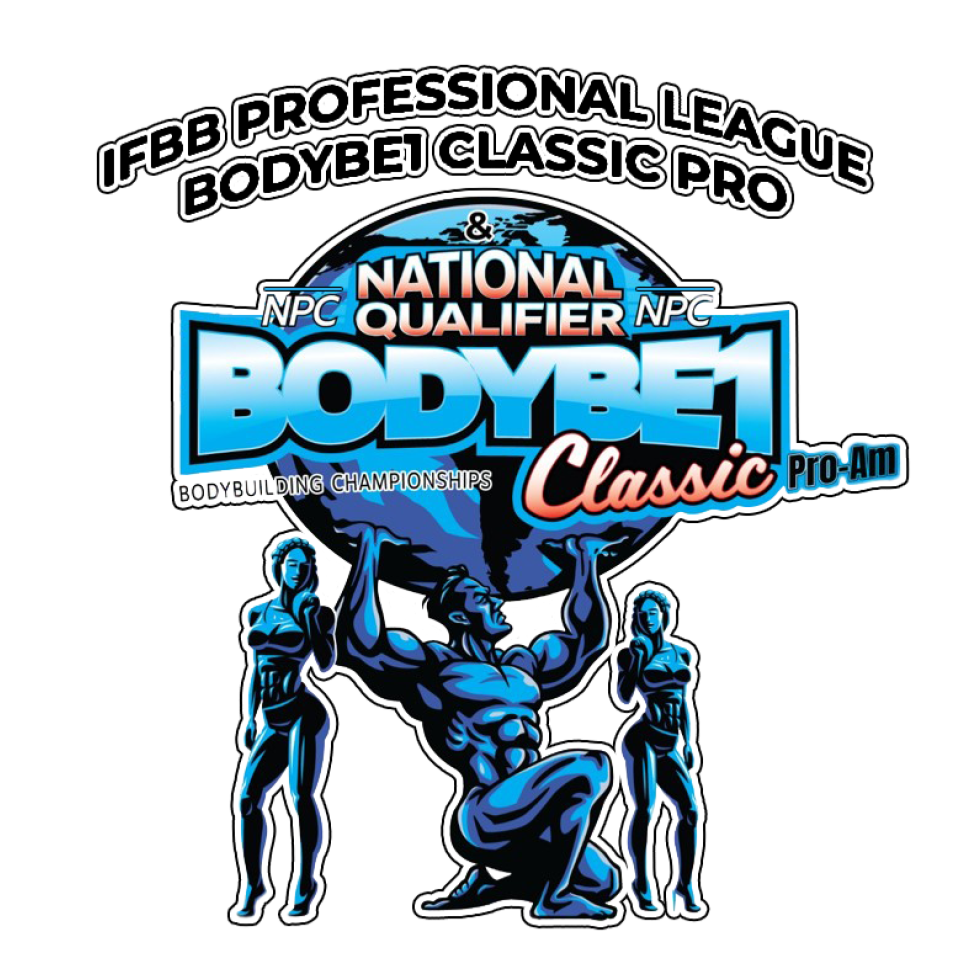 IFBB PROFESSIONAL LEAGUE
BODYBE1 CLASSIC PRO
&
NATIONAL
NPC QUALIFIER NPC
BODYBE1
Classic Pro-Am
BODYBUILDING CHAMPIONSHIPS